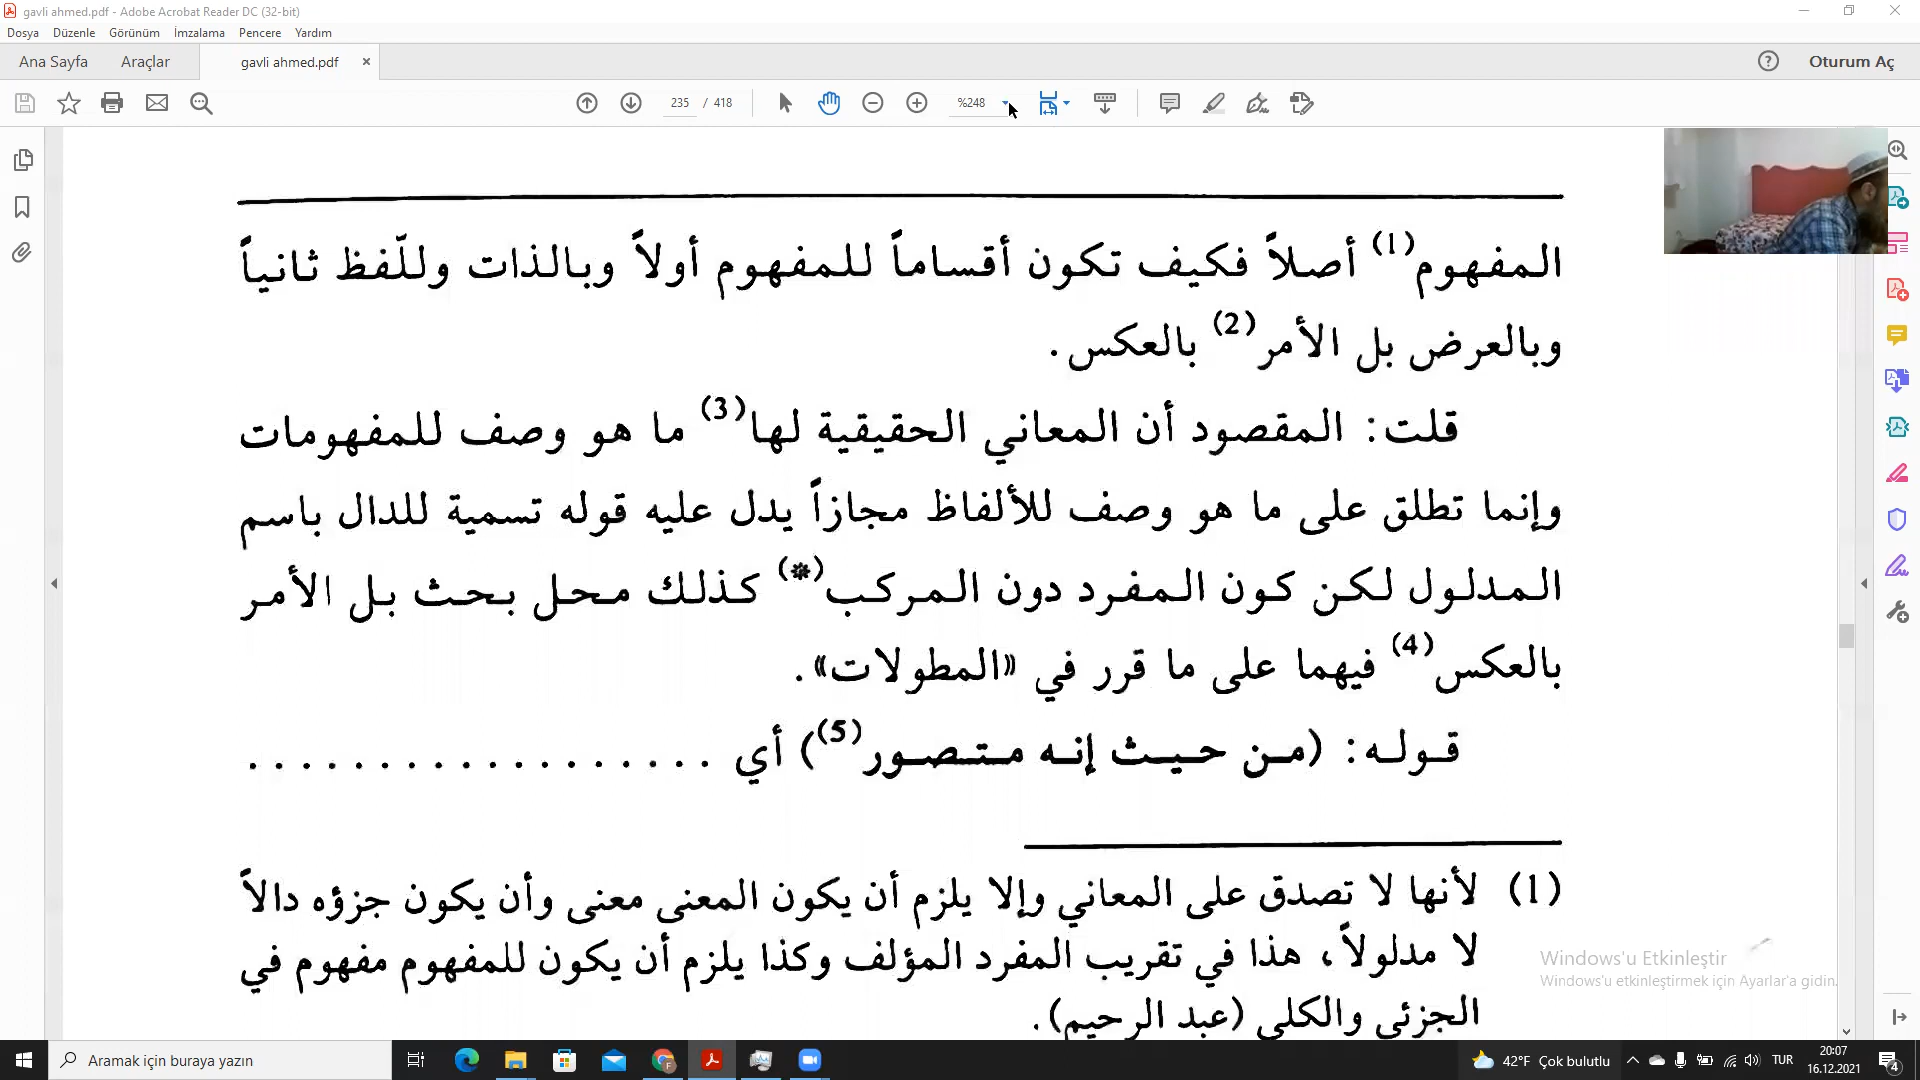 gavli ahmed.pdf - Adobe Acrobat Reader DC (32-bit)
Dosya Düzenle Görünüm İmzalama Pencere Yardım
Ana Sayfa Araçlar gavli ahmed.pdf × Oturum Aç
235 / 418 %248
المفهوم(1) أصلاً فكيف تكون أقساماً للمفهوم أولاً وبالذات وللّفظ ثانياً
وبالعرض بل الأمر(2) بالعكس.
قلت: المقصود أن المعاني الحقيقية لها(3) ما هو وصف للمفهومات
وإنما تطلق على ما هو وصف للألفاظ مجازاً يدل عليه قوله تسمية للدال باسم
المدلول لكن كون المفرد دون المركب(*) كذلك محل بحث بل الأمر
بالعكس(4) فيهما على ما قرر في «المطولات».
قوله: (من حيث إنه متصور(5)) أي ..................
(1) لأنها لا تصدق على المعاني وإلا يلزم أن يكون المعنى معنى وأن يكون جزؤه دالاً
لا مدلولاً، هذا في تقريب المفرد المؤلف وكذا يلزم أن يكون للمفهوم مفهوم في
الجزئي والكلي (عبد الرحيم).
Windows'u Etkinleştir
Windows'u etkinleştirmek için Ayarlar'a gidin.
Aramak için buraya yazın
42°F Çok bulutlu
TUR
20:07
16.12.2021
4